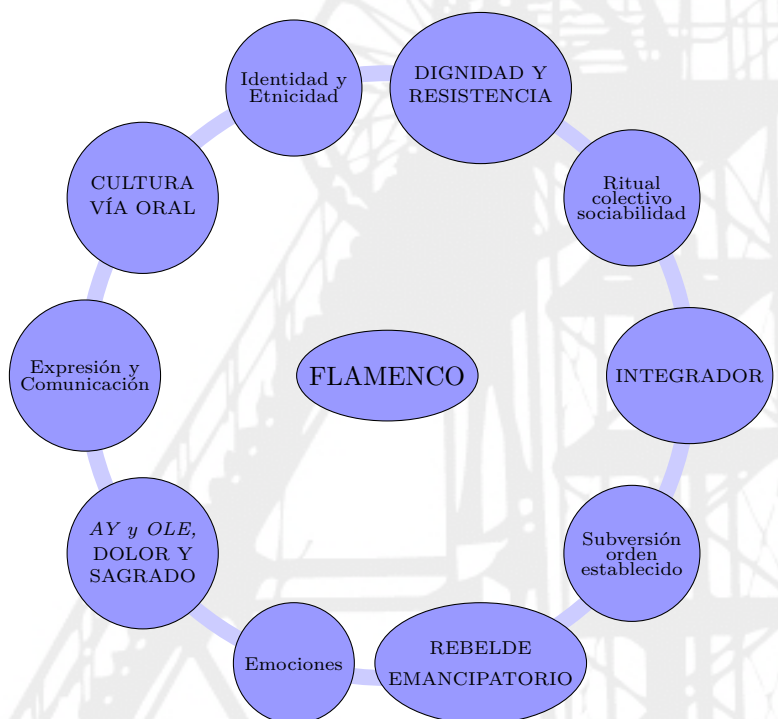 Identidad y
Etnicidad
DIGNIDAD Y
RESISTENCIA
Ritual
colectivo
sociabilidad
CULTURA
VÍA ORAL
Expresión y
Comunicación
FLAMENCO
INTEGRADOR
AY y OLE,
DOLOR Y
SAGRADO
Subversión
orden
establecido
Emociones
REBELDE
EMANCIPATORIO